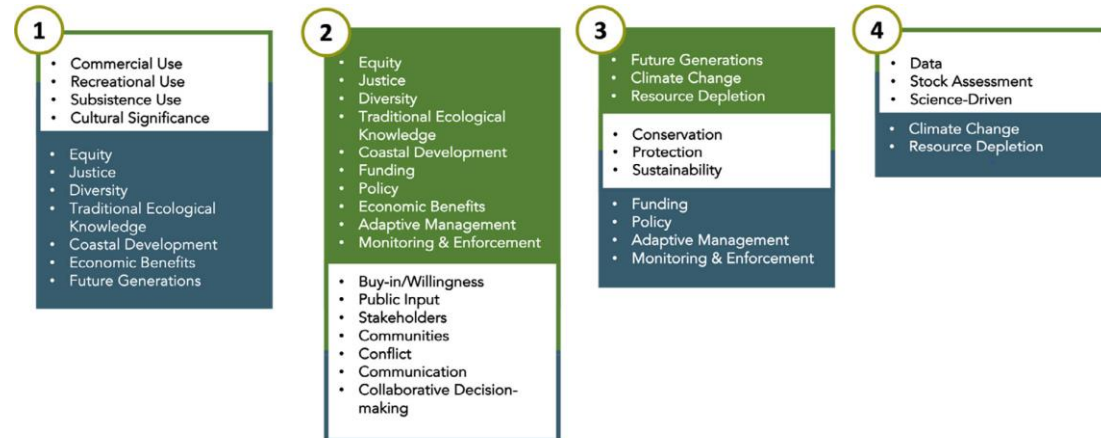 1
• Commercial Use
• Recreational Use
• Subsistence Use
• Cultural Significance
• Equity
• Justice
• Diversity
• Traditional Ecological
Knowledge
• Coastal Development
• Economic Benefits
• Future Generations
2
• Equity
• Justice
• Diversity
• Traditional Ecological
Knowledge
• Coastal Development
• Funding
• Policy
• Economic Benefits
• Adaptive Management
• Monitoring & Enforcement
• Buy-in/Willingness
• Public Input
• Stakeholders
• Communities
• Conflict
• Communication
• Collaborative Decision-
making
3
• Future Generations
• Climate Change
• Resource Depletion
• Conservation
• Protection
• Sustainability
• Funding
• Policy
• Adaptive Management
• Monitoring & Enforcement
4
• Data
• Stock Assessment
• Science-Driven
• Climate Change
• Resource Depletion